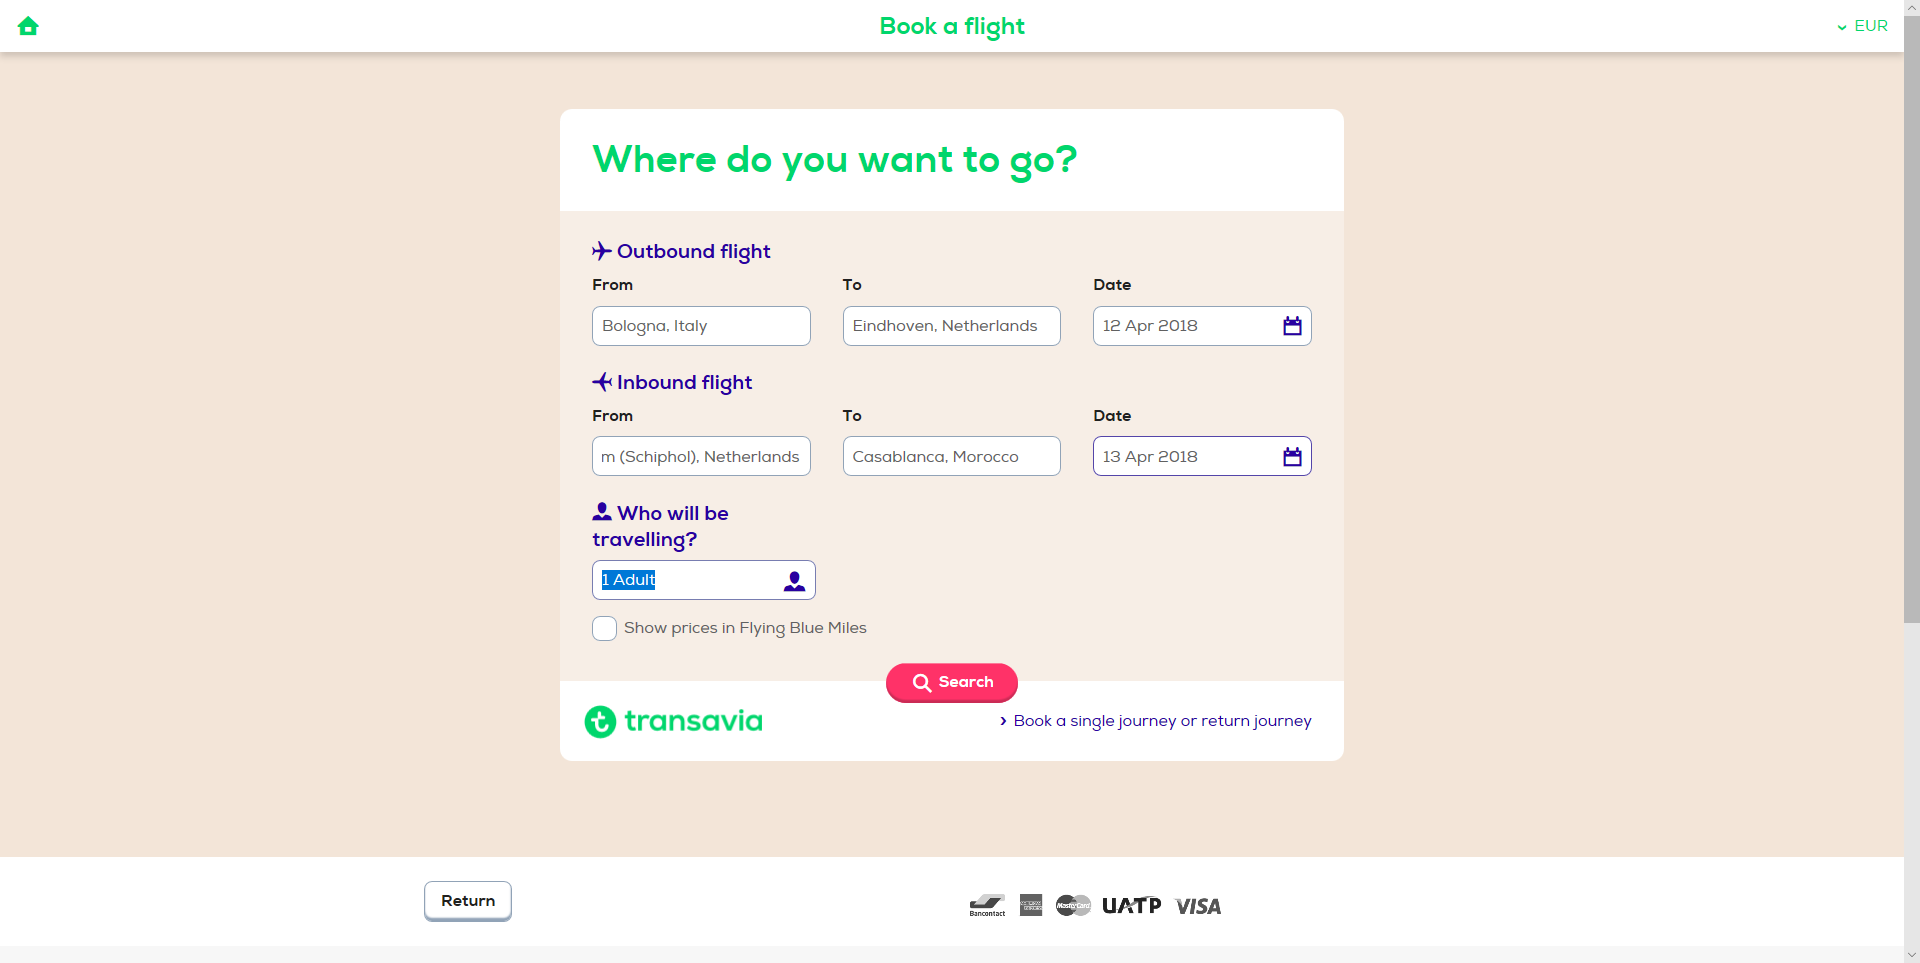 Book a flight
EUR
Where do you want to go?
Outbound flight
From
To
Date
Bologna, Italy
Eindhoven, Netherlands
12 Apr 2018
Inbound flight
From
To
Date
m (Schiphol), Netherlands
Casablanca, Morocco
13 Apr 2018
Who will be
travelling?
1 Adult
Show prices in Flying Blue Miles
Search
transavia
Book a single journey or return journey
Return
Bancontact
MasterCard
UATP
VISA